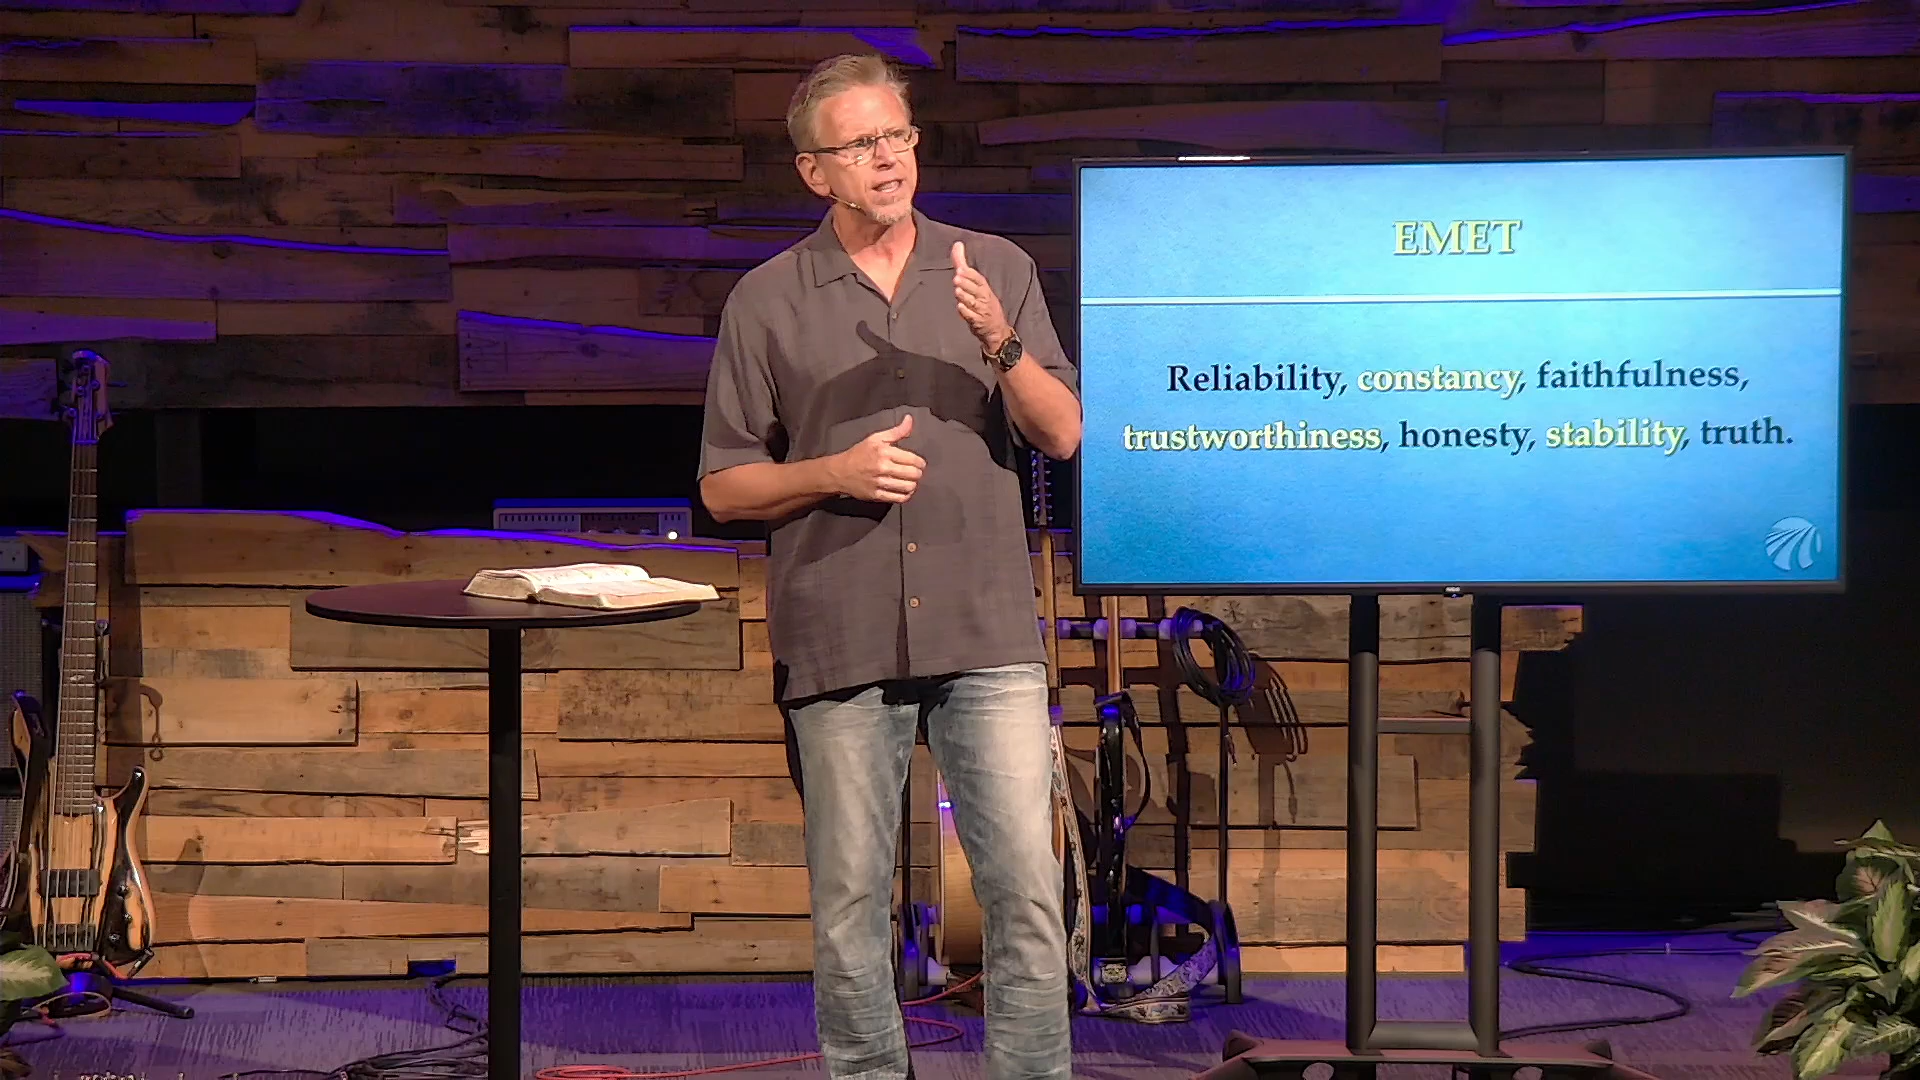 EMET
Reliability, constancy, faithfulness,
trustworthiness, honesty, stability, truth.